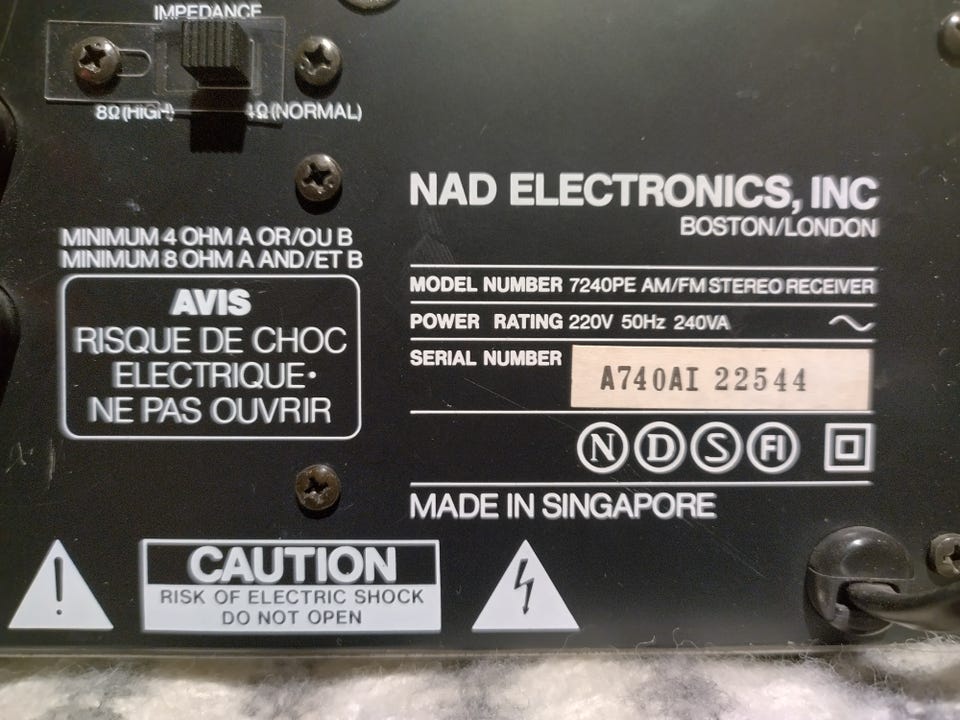 IMPEDANCE
8Ω(HIGH) 4Ω(NORMAL)
MINIMUM 4 OHM A OR/OU B
MINIMUM 8 OHM A AND/ET B
AVIS
RISQUE DE CHOC
ELECTRIQUE•
NE PAS OUVRIR
NAD ELECTRONICS, INC
BOSTON/LONDON
MODEL NUMBER 7240PE AM/FM STEREO RECEIVER
POWER RATING 220V 50Hz 240VA
SERIAL NUMBER A740AI 22544
N D S FI
MADE IN SINGAPORE
CAUTION
RISK OF ELECTRIC SHOCK
DO NOT OPEN